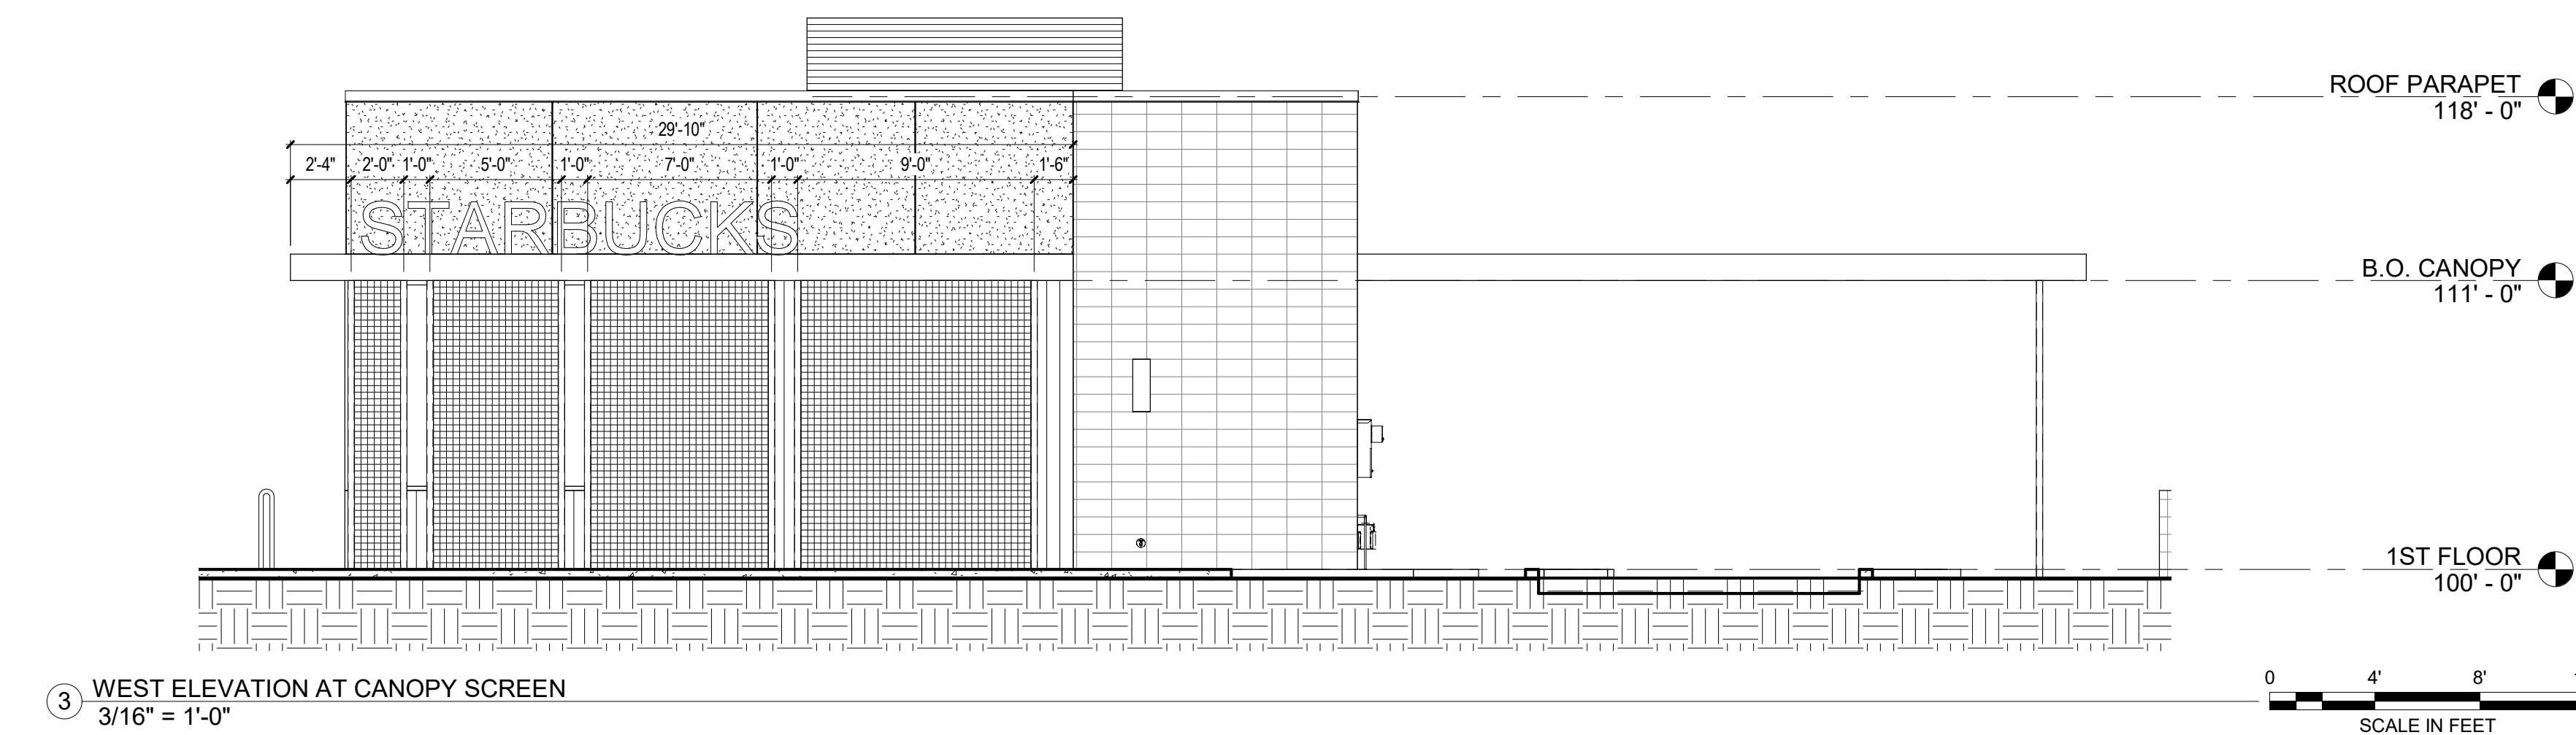 ROOF PARAPET
118' - 0"
29'-10"
2'-4" 2'-0" 1'-0" 5'-0" 1'-0" 7'-0" 1'-0" 9'-0" 1'-6"
STARBUCKS
B.O. CANOPY
111' - 0"
1ST FLOOR
100' - 0"
3 WEST ELEVATION AT CANOPY SCREEN
3/16" = 1'-0"
0 4' 8'
SCALE IN FEET